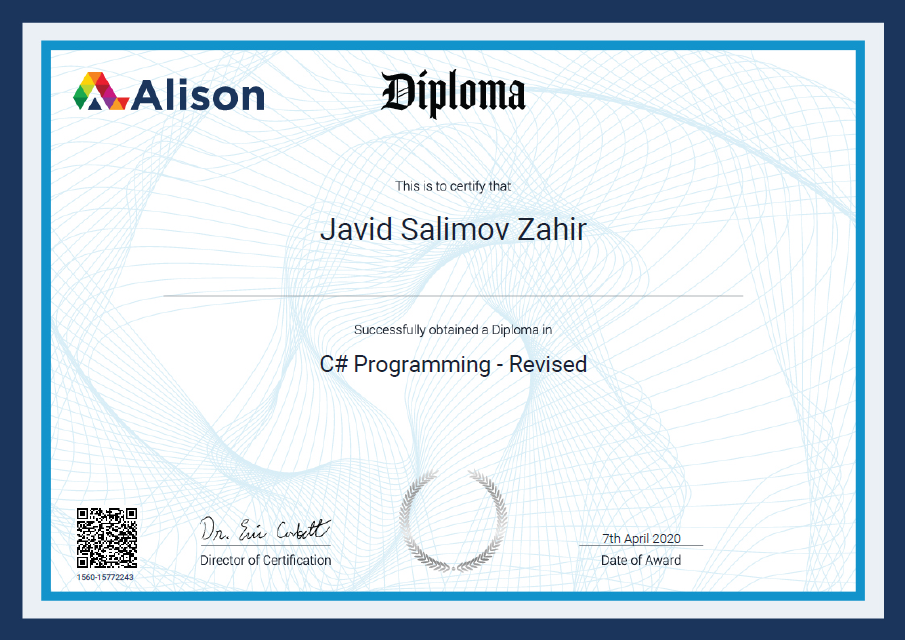 Alison
Diploma
This is to certify that
Javid Salimov Zahir
Successfully obtained a Diploma in
C# Programming - Revised
Dr. Eric Corbett
Director of Certification
7th April 2020
Date of Award
1560-15772243